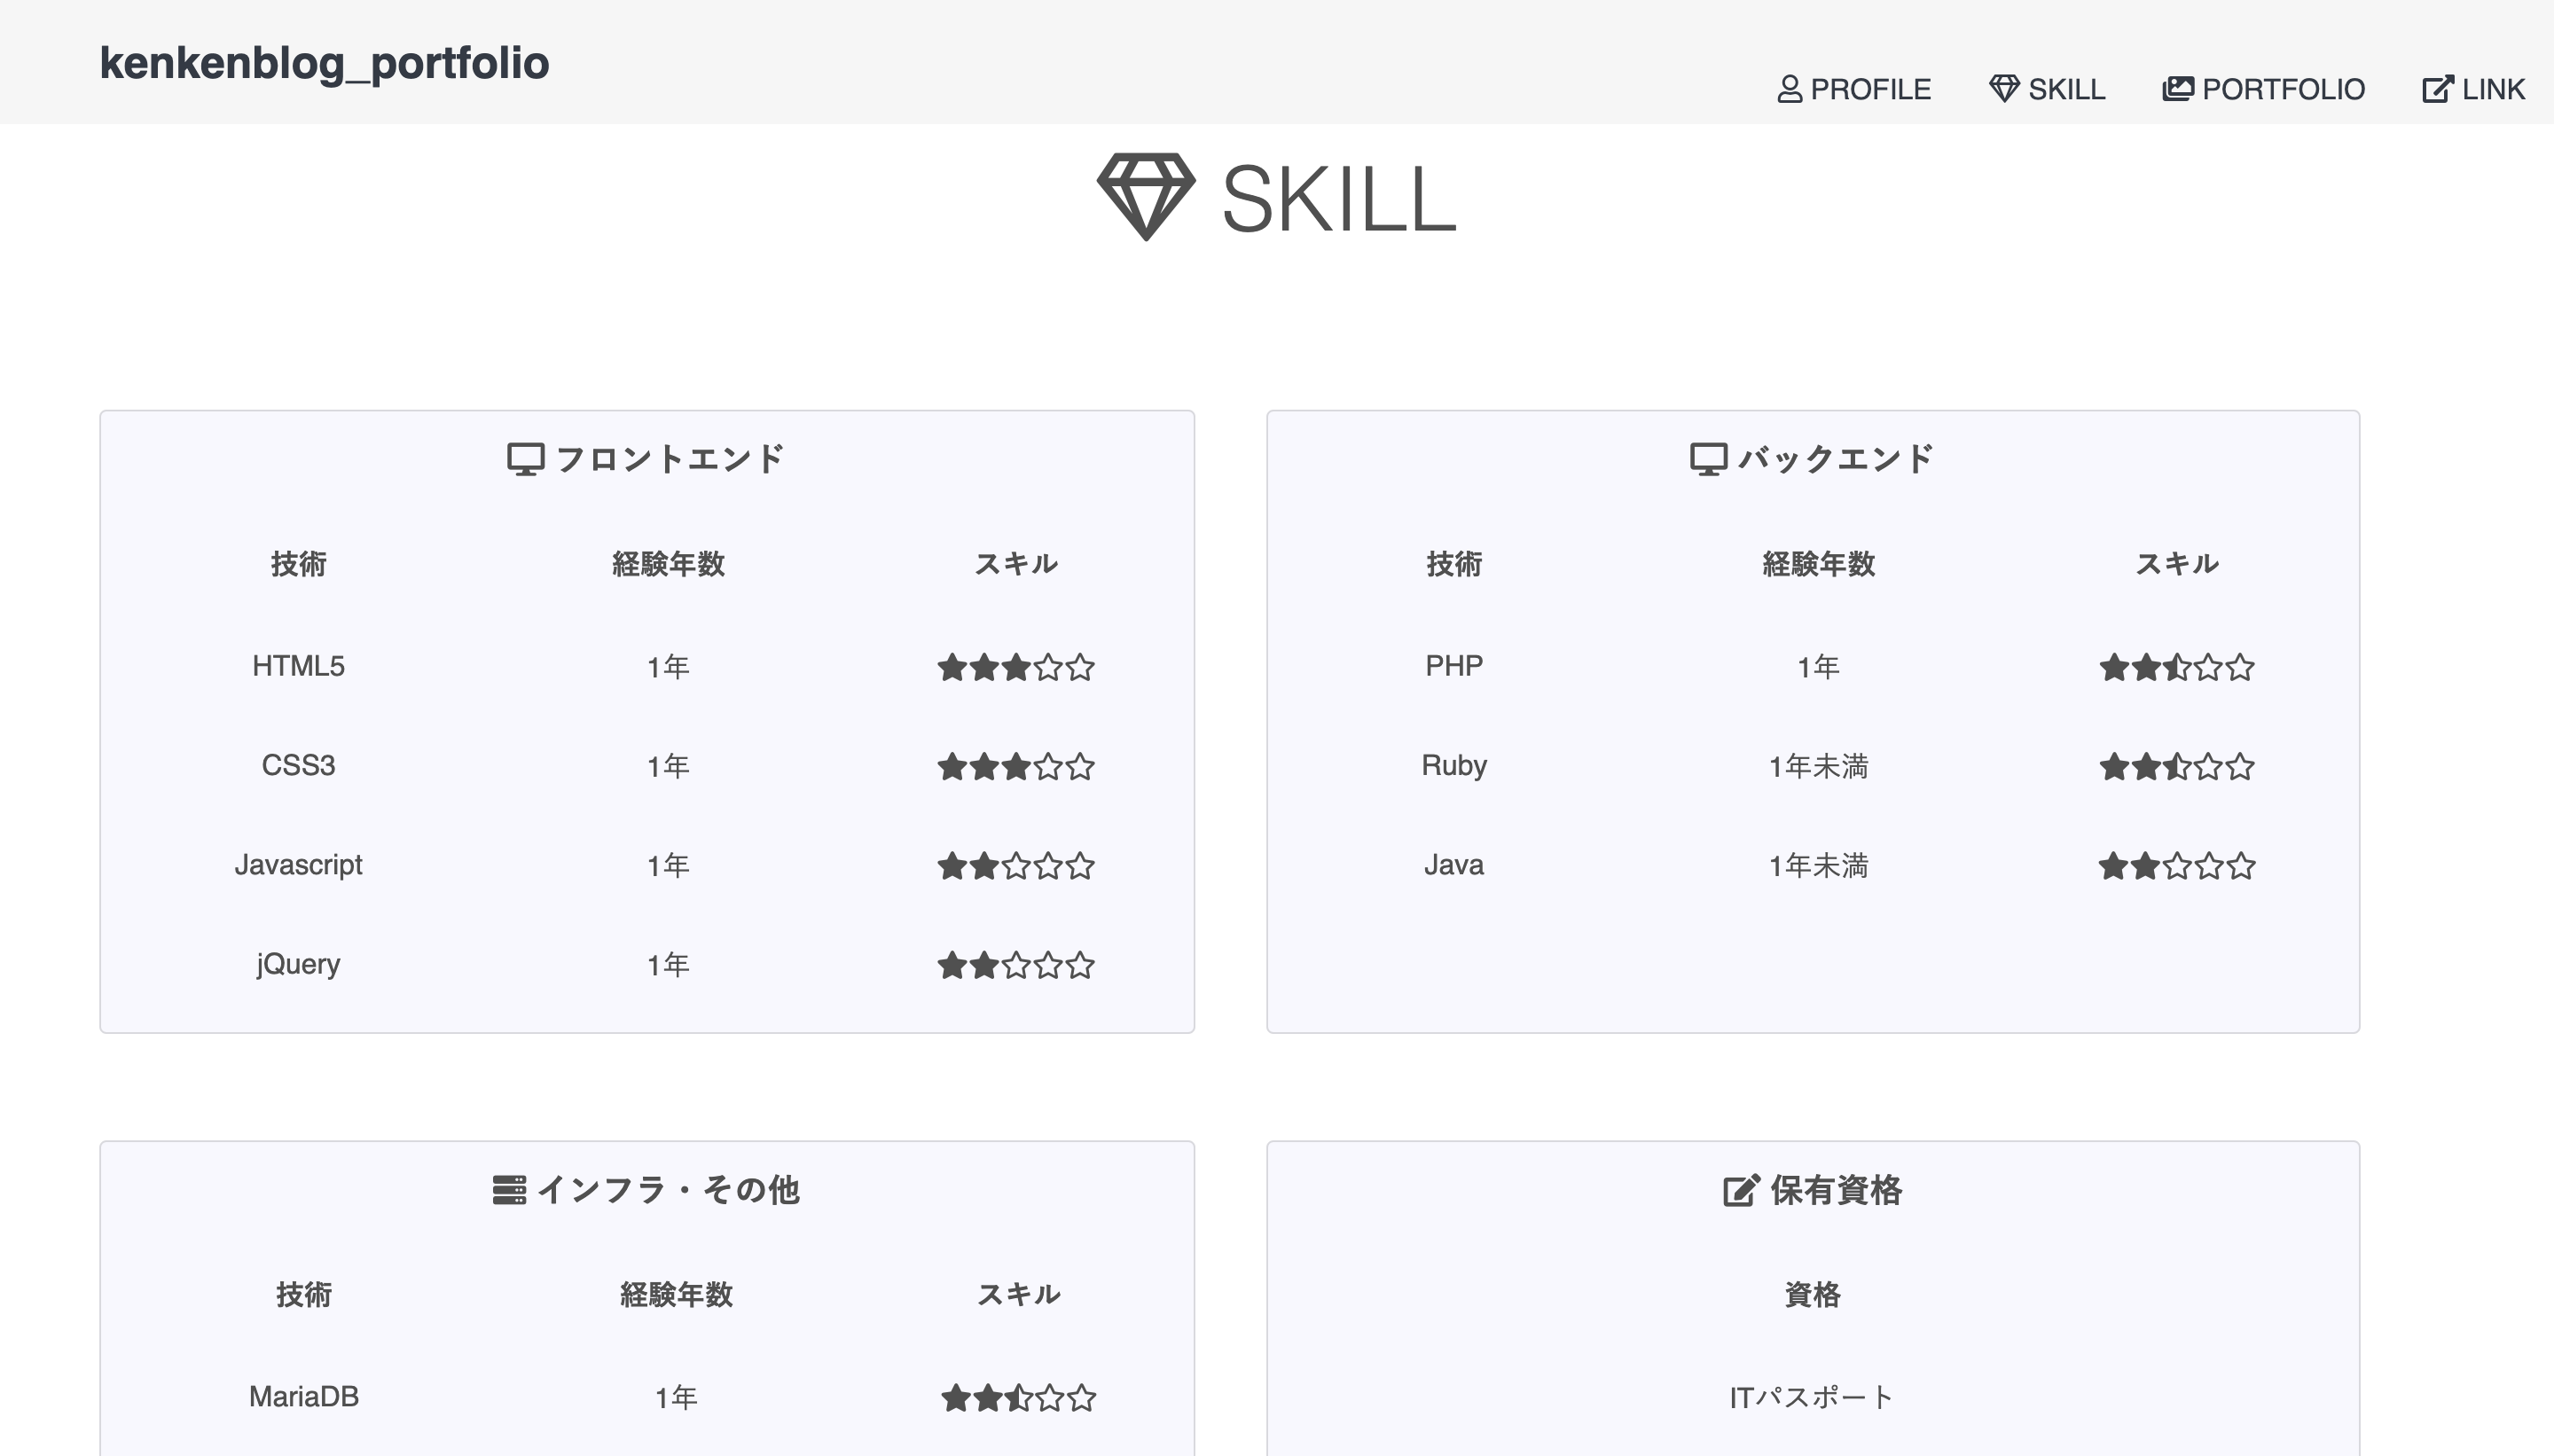 kenkenblog_portfolio
PROFILE SKILL PORTFOLIO LINK
SKILL
フロントエンド
技術 経験年数 スキル
HTML5 1年 ★★★☆☆
CSS3 1年 ★★★☆☆
Javascript 1年 ★★☆☆☆
jQuery 1年 ★★☆☆☆
バックエンド
技術 経験年数 スキル
PHP 1年
Ruby 1年未満
Java 1年未満 ★★☆☆☆
インフラ・その他
技術 経験年数 スキル
MariaDB 1年
保有資格
資格
ITパスポート